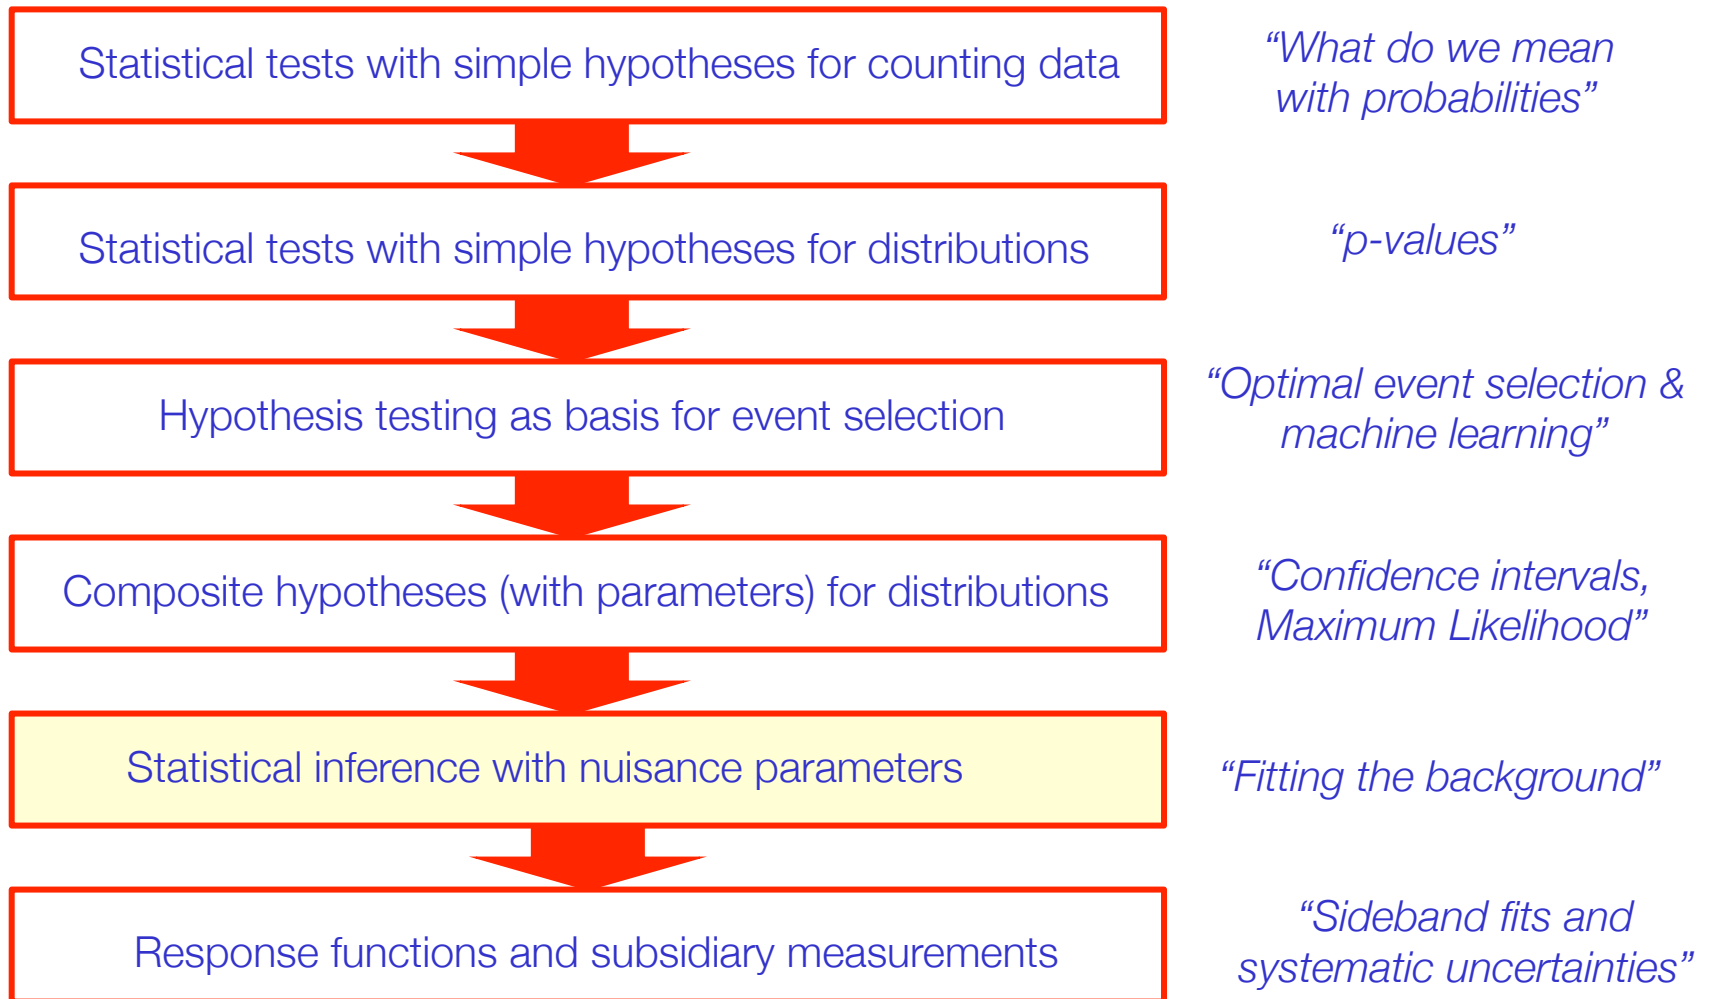 Statistical tests with simple hypotheses for counting data
“What do we mean
with probabilities”
Statistical tests with simple hypotheses for distributions
“p-values”
Hypothesis testing as basis for event selection
“Optimal event selection &
machine learning”
Composite hypotheses (with parameters) for distributions
“Confidence intervals,
Maximum Likelihood”
Statistical inference with nuisance parameters
“Fitting the background”
Response functions and subsidiary measurements
“Sideband fits and
systematic uncertainties”